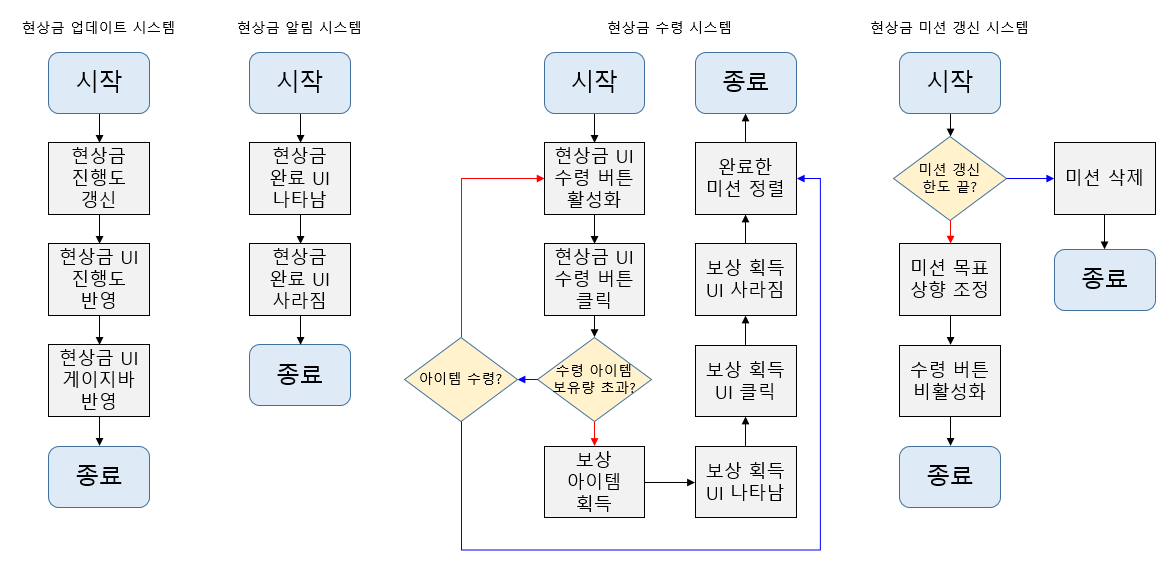 현상금 업데이트 시스템
시작
현상금
진행도
갱신
현상금 UI
진행도
반영
현상금 UI
게이지바
반영
종료
현상금 알림 시스템
시작
현상금
완료 UI
나타남
현상금
완료 UI
사라짐
종료
현상금 수령 시스템
시작
현상금 UI
수령 버튼
활성화
현상금 UI
수령 버튼
클릭
수령 아이템
보유량 초과?
아이템 수령?
보상
아이템
획득
보상 획득
UI 나타남
보상 획득
UI 클릭
보상 획득
UI 사라짐
완료한
미션 정렬
종료
현상금 미션 갱신 시스템
시작
미션 갱신
한도 끝?
미션 삭제
종료
미션 목표
상향 조정
수령 버튼
비활성화
종료